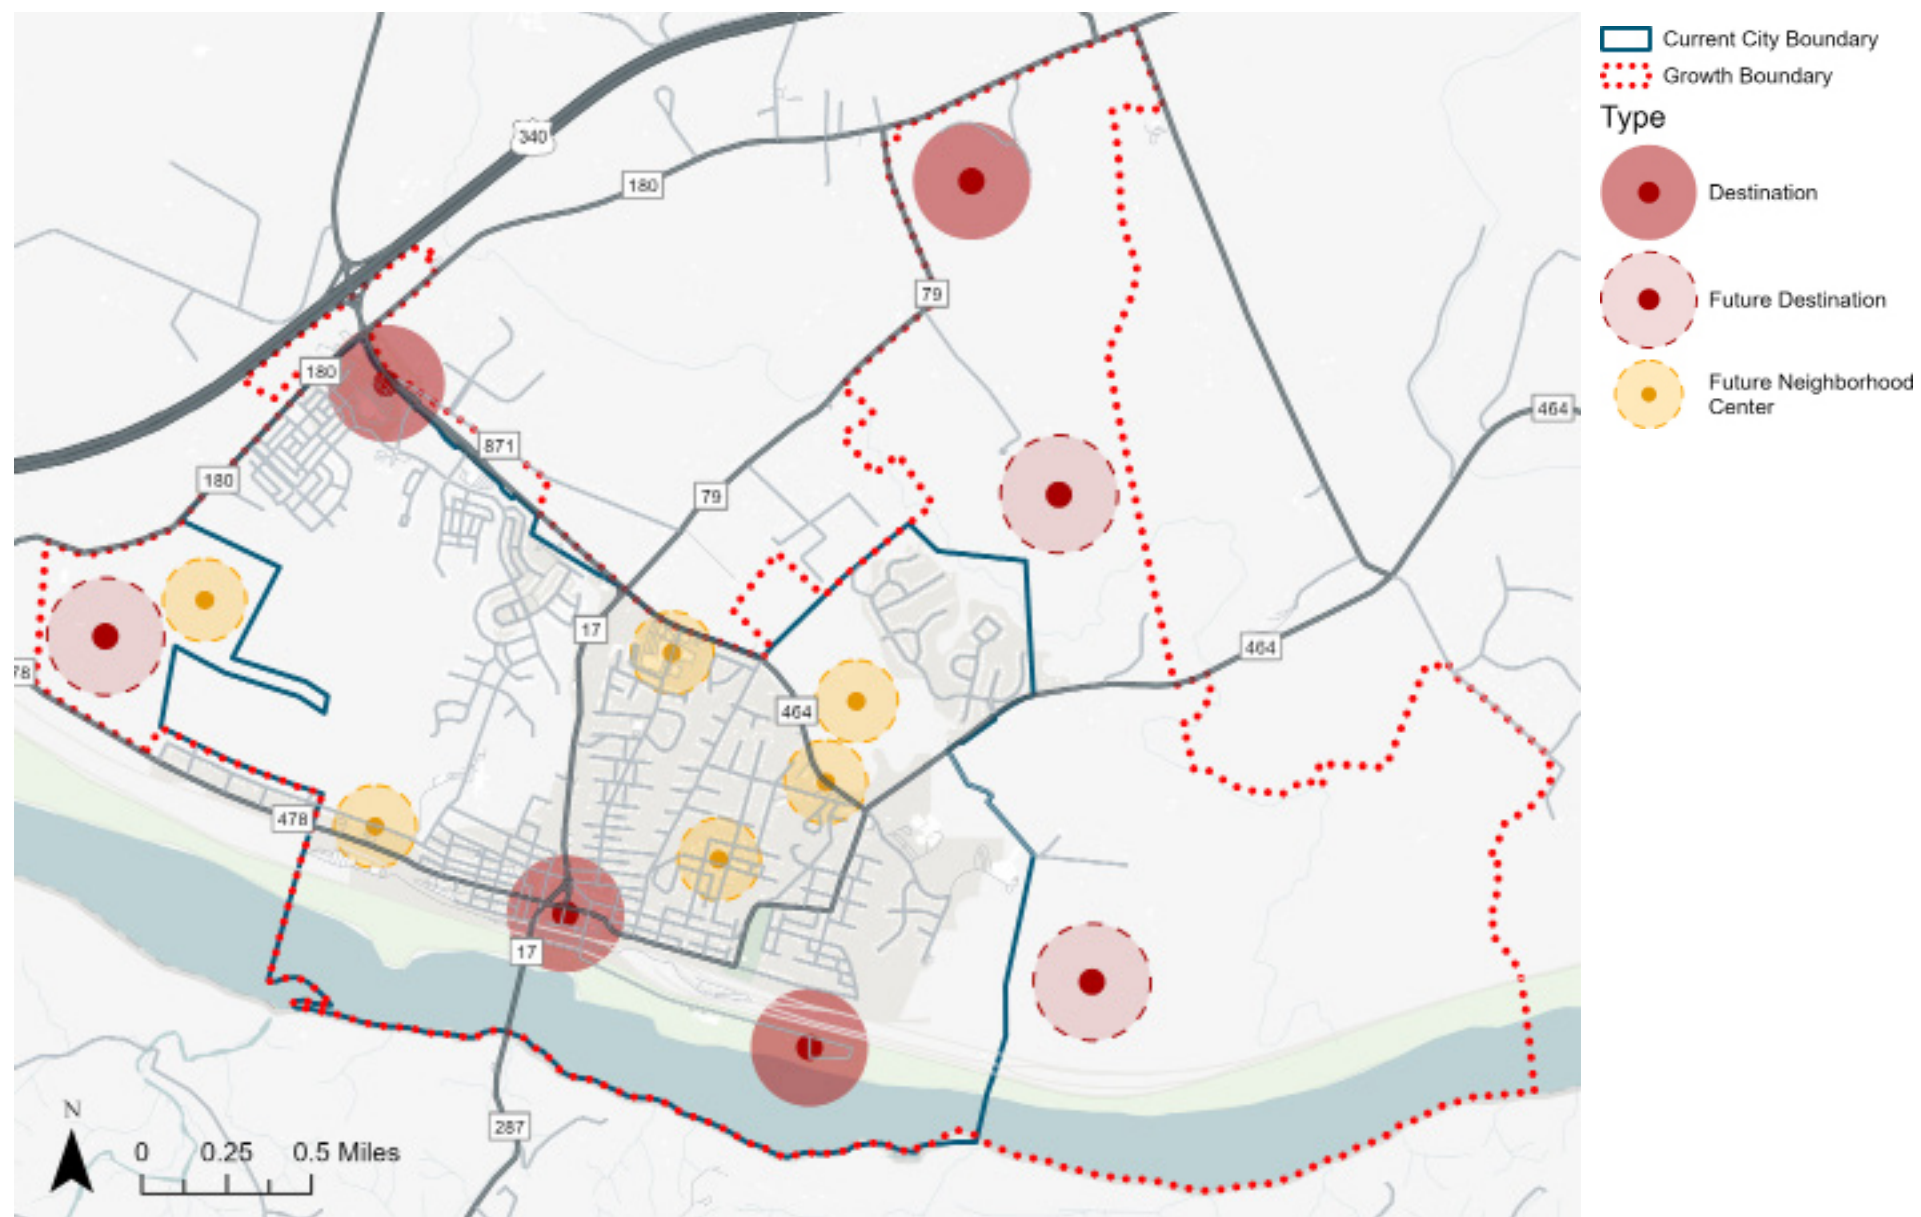 Current City Boundary
Growth Boundary
Type
Destination
Future Destination
Future Neighborhood
Center
340
180
79
180
464
871
180
79
17
464
78
464
478
17
287
N
0 0.25 0.5 Miles